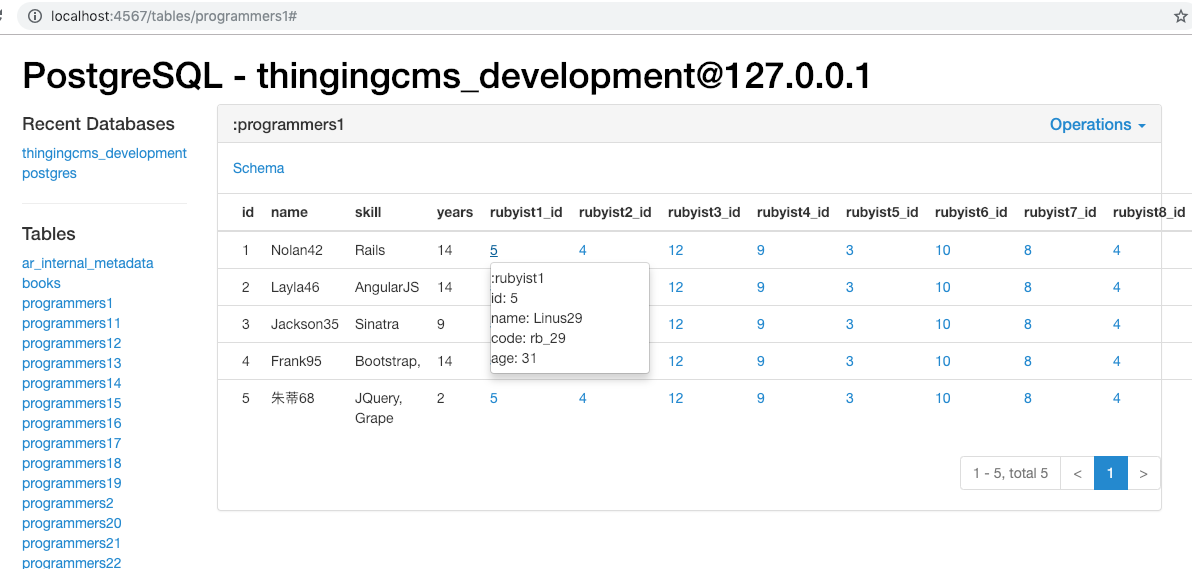 localhost:4567/tables/programmers1#
PostgreSQL - thingingcms_development@127.0.0.1
Recent Databases
thingingcms_development
postgres
Tables
ar_internal_metadata
books
programmers1
programmers11
programmers12
programmers13
programmers14
programmers15
programmers16
programmers17
programmers18
programmers19
programmers2
programmers20
programmers21
programmers22
:programmers1 Operations
Schema
id name skill years rubyist1_id rubyist2_id rubyist3_id rubyist4_id rubyist5_id rubyist6_id rubyist7_id rubyist8_id
1 Nolan42 Rails 14 5 4 12 9 3 10 8 4
2 Layla46 AngularJS 14 12 9 3 10 8 4
3 Jackson35 Sinatra 9 12 9 3 10 8 4
4 Frank95 Bootstrap, 14 12 9 3 10 8 4
5 朱蒂68 JQuery, 2 5 4 12 9 3 10 8 4
Grape
:rubyist1
id: 5
name: Linus29
code: rb_29
age: 31
1 - 5, total 5 < 1 >